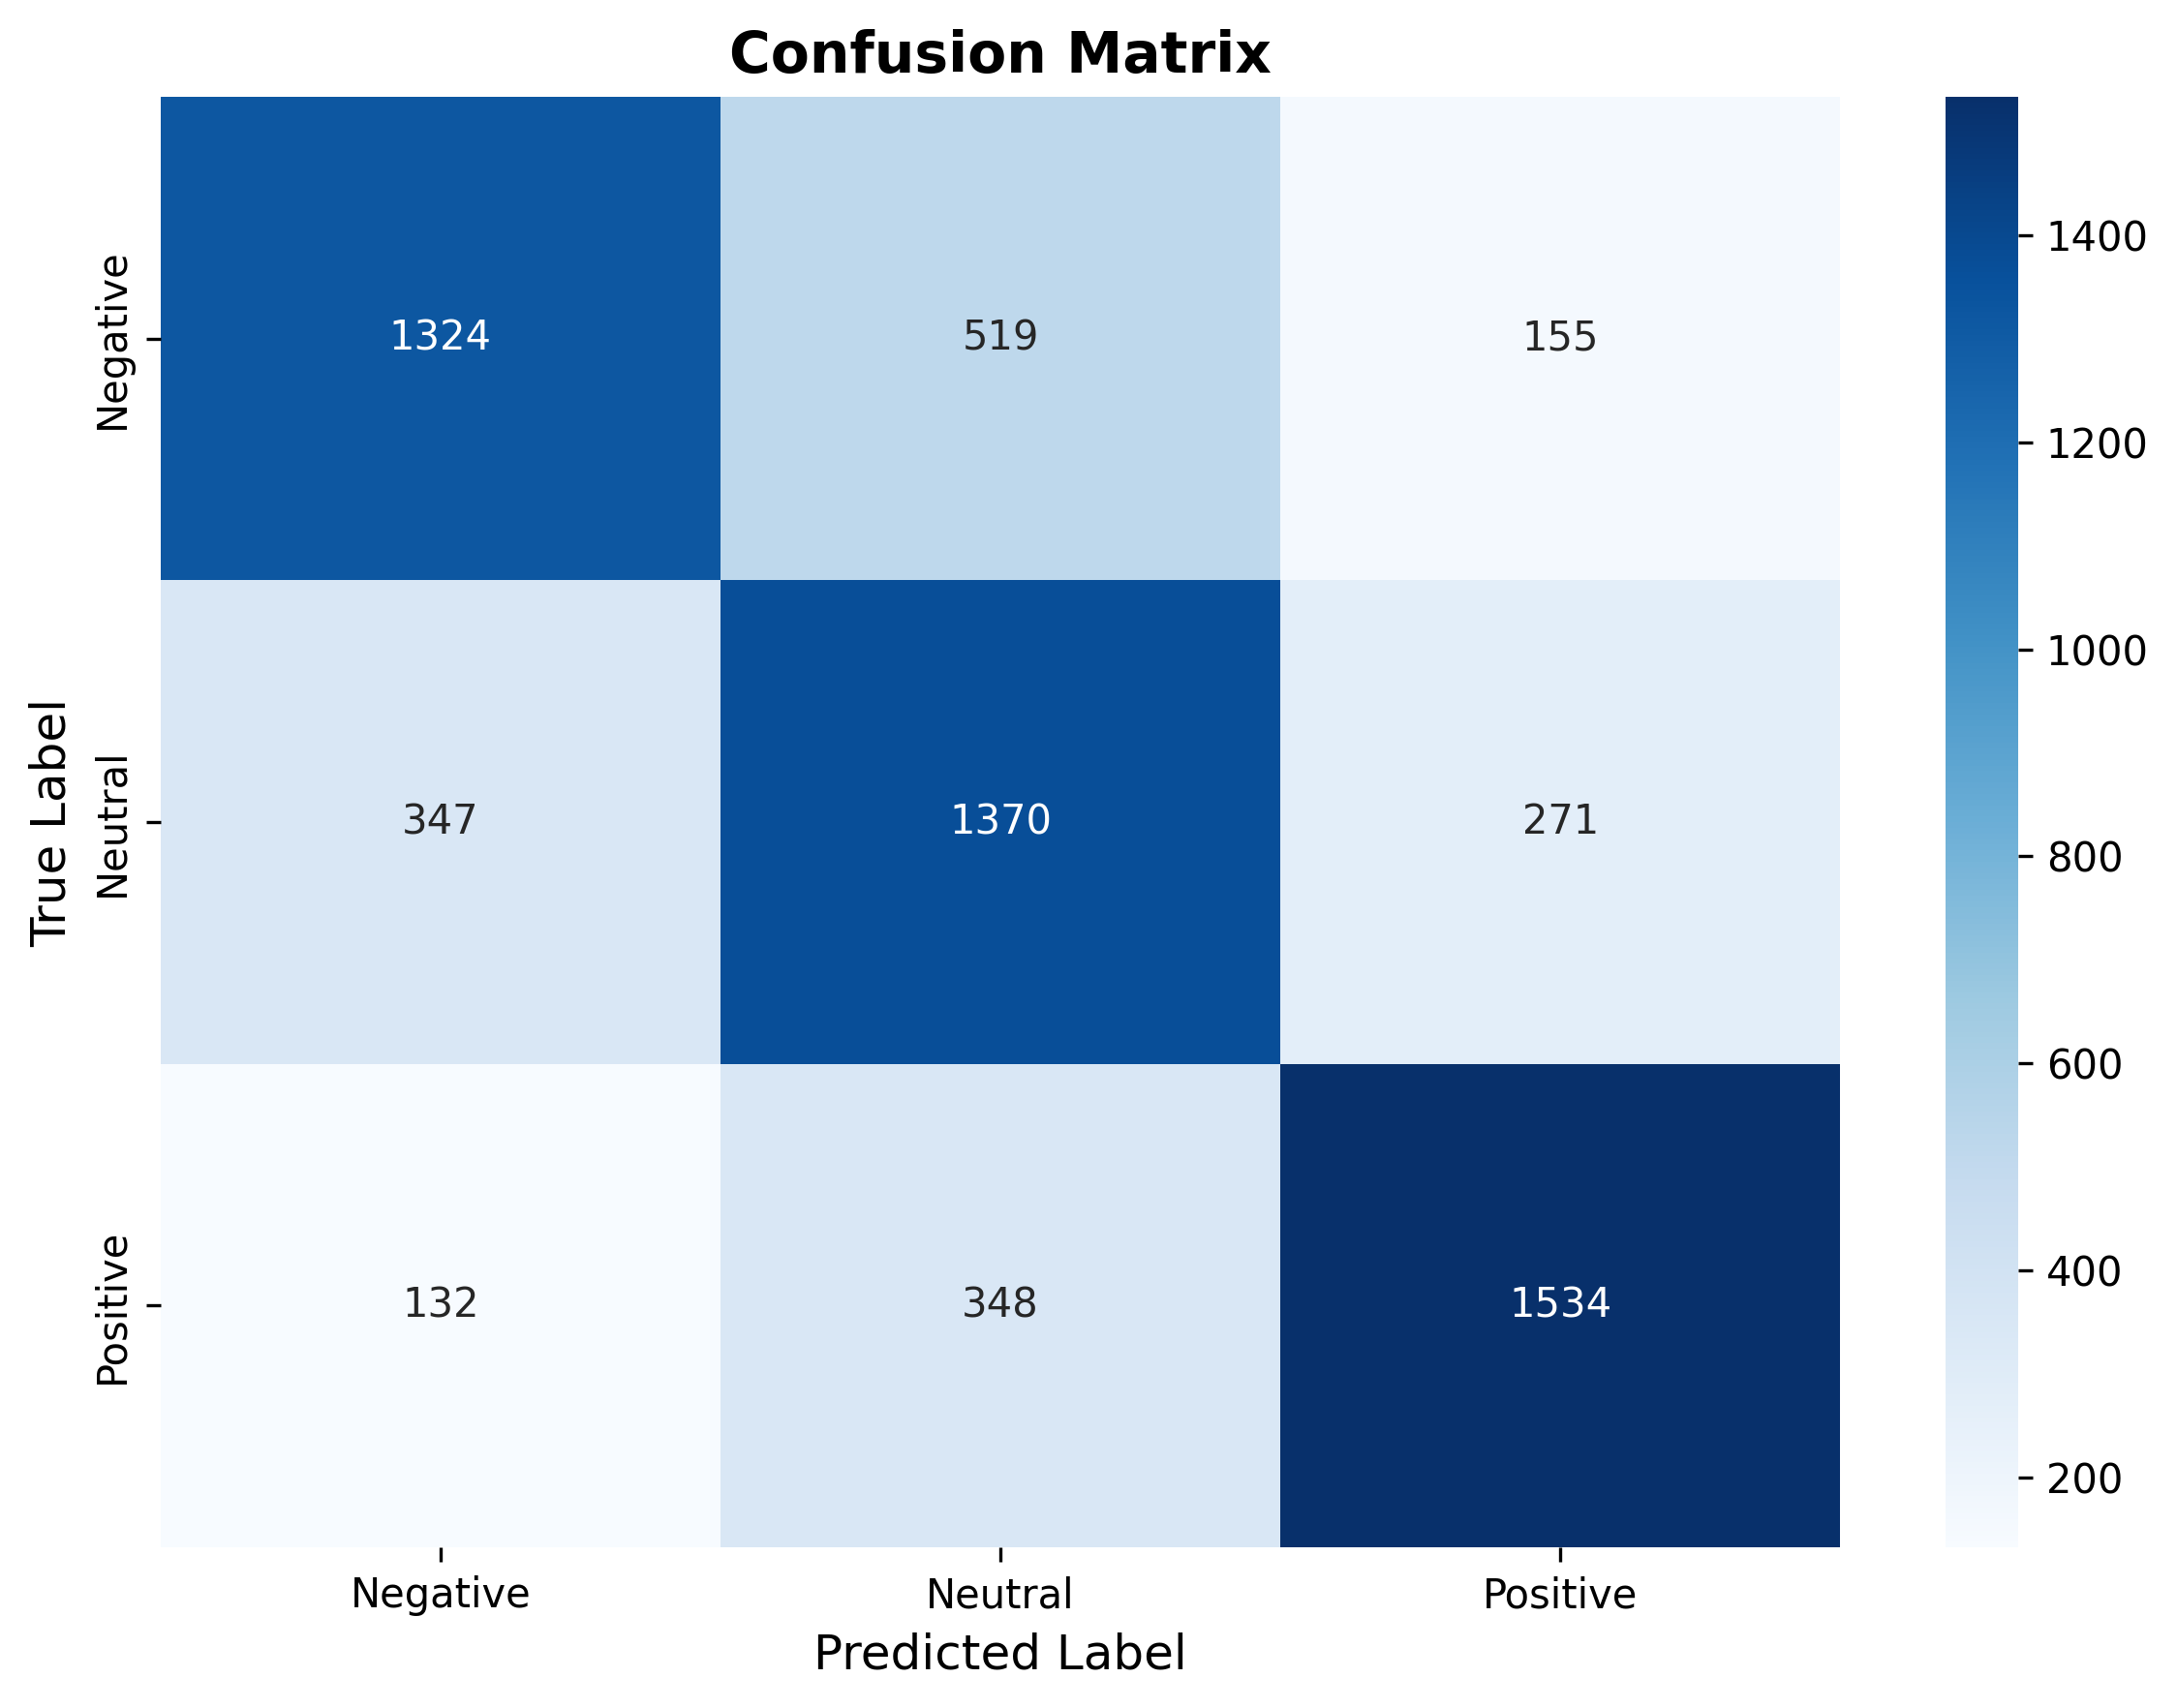 Confusion Matrix
True Label
Negative
1324 519 155
Neutral
347 1370 271
Positive
132 348 1534
Negative Neutral Positive
Predicted Label
1400
1200
1000
800
600
400
200